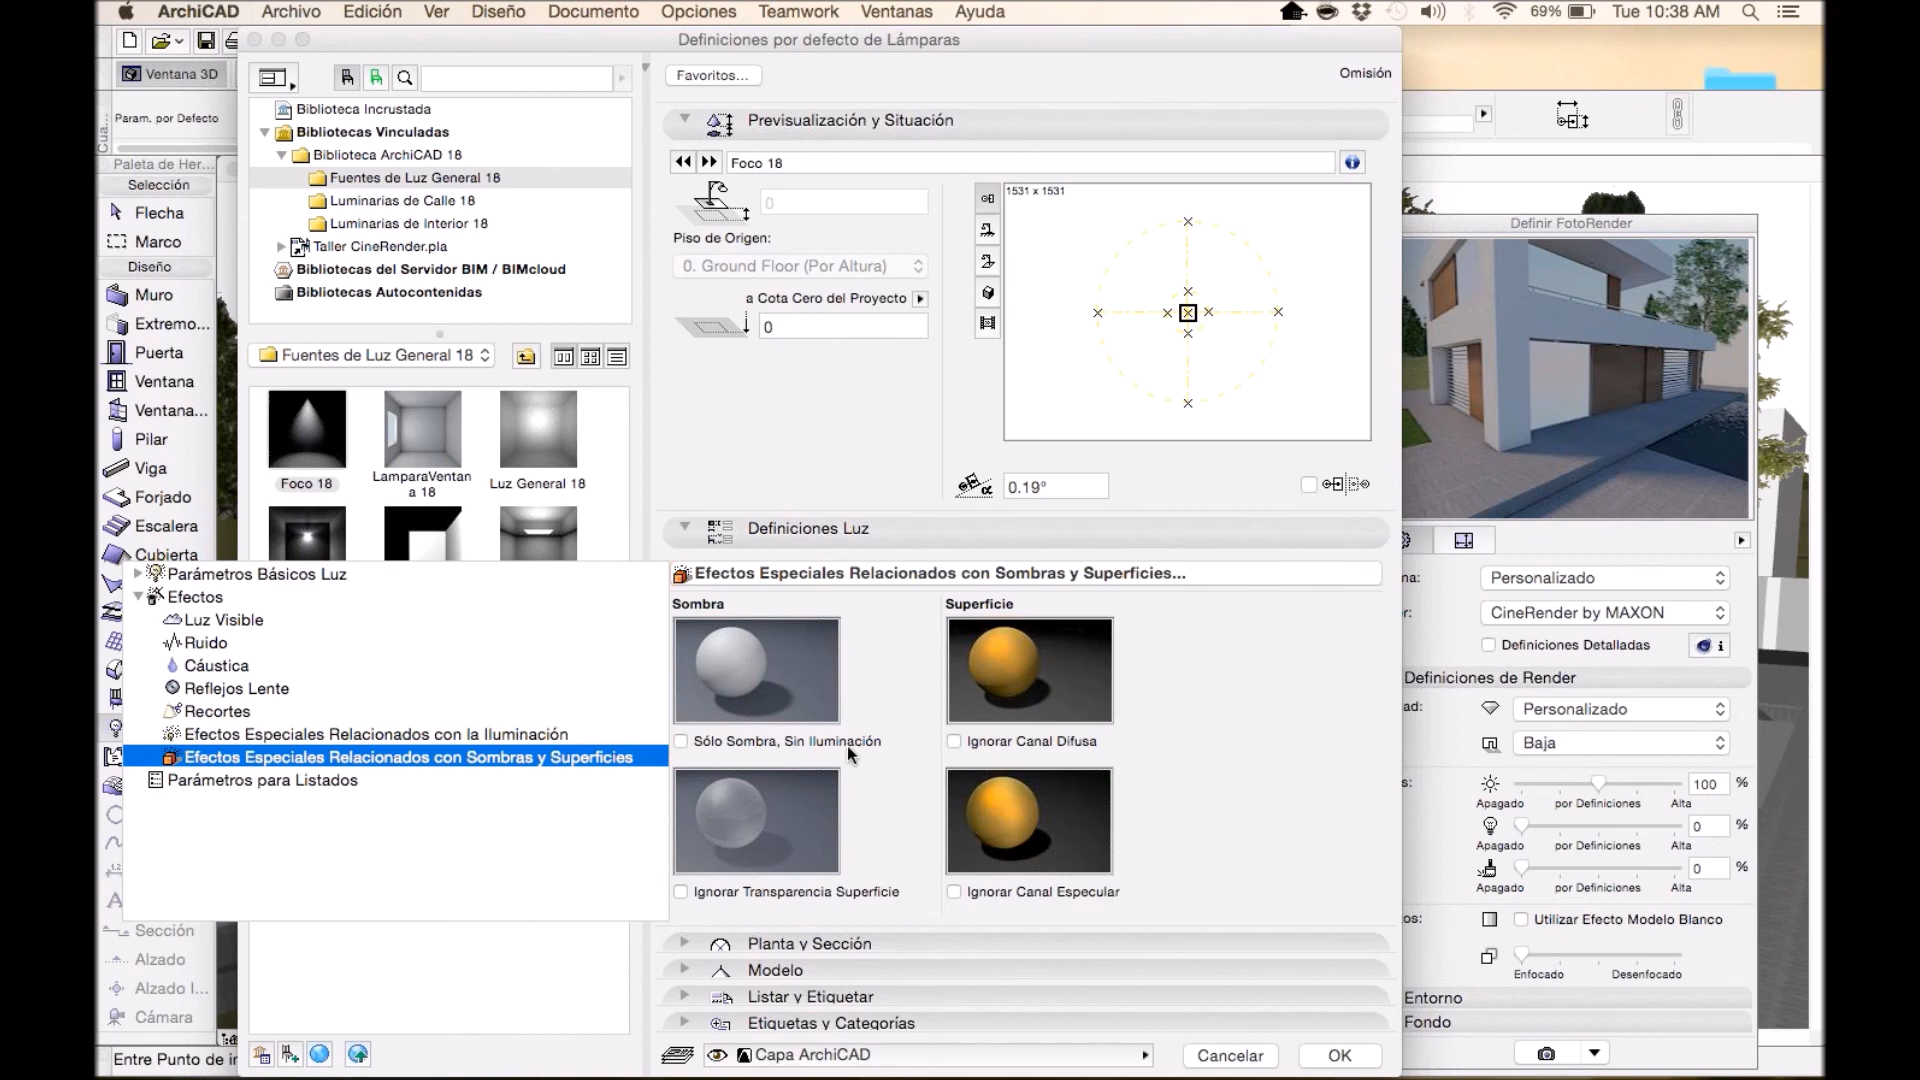 ArchiCAD Archivo Edición Ver Diseño Documento Opciones Teamwork Ventanas Ayuda
69% Tue 10:38 AM
Definiciones por defecto de Lámparas
Ventana 3D
Favoritos...
Omisión
Param. por Defecto
Cua...
Biblioteca Incrustada
Bibliotecas Vinculadas
Biblioteca ArchiCAD 18
Fuentes de Luz General 18
Luminarias de Calle 18
Luminarias de Interior 18
Taller CineRender.pla
Bibliotecas del Servidor BIM / BIMcloud
Bibliotecas Autocontenidas
Previsualización y Situación
Foco 18
1531 x 1531
0
Piso de Origen:
0. Ground Floor (Por Altura)
a Cota Cero del Proyecto
0
0.19°
α
Paleta de Her...
Selección
Flecha
Marco
Diseño
Muro
Extremo...
Puerta
Ventana
Ventana...
Pilar
Viga
Forjado
Escalera
Cubierta
Fuentes de Luz General 18
Foco 18
LamparaVentan
a 18
Luz General 18
Definiciones Luz
Parámetros Básicos Luz
Efectos
Luz Visible
Ruido
Cáustica
Reflejos Lente
Recortes
Efectos Especiales Relacionados con la Iluminación
Efectos Especiales Relacionados con Sombras y Superficies
Parámetros para Listados
Efectos Especiales Relacionados con Sombras y Superficies...
Sombra
Superficie
Sólo Sombra, Sin Iluminación
Ignorar Canal Difusa
Ignorar Transparencia Superficie
Ignorar Canal Especular
Planta y Sección
Modelo
Listar y Etiquetar
Etiquetas y Categorías
Capa ArchiCAD
Cancelar
OK
Sección
Alzado
Alzado I...
Cámara
Entre Punto de in
Definir FotoRender
na:
Personalizado
r:
CineRender by MAXON
Definiciones Detalladas
i
Definiciones de Render
ad:
Personalizado
Baja
s:
100 %
Apagado por Definiciones Alta
0 %
Apagado por Definiciones Alta
0 %
Apagado por Definiciones Alta
os:
Utilizar Efecto Modelo Blanco
Enfocado Desenfocado
Entorno
Fondo